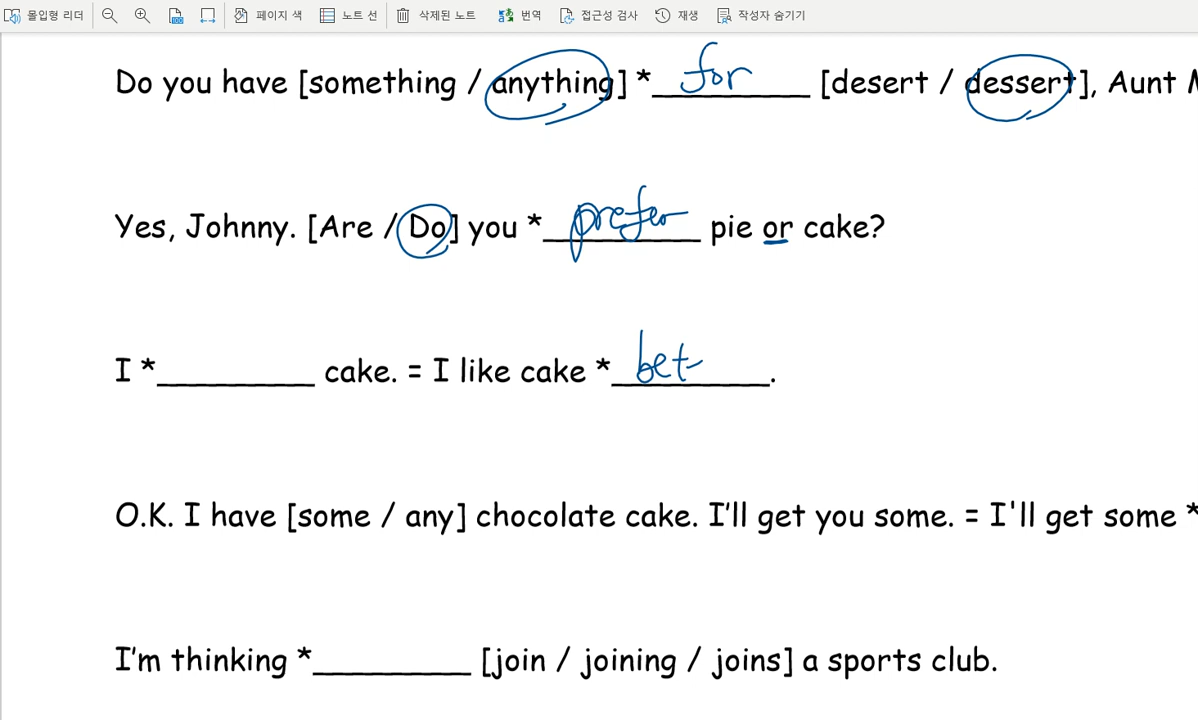 몰입형 리더 페이지 색 노트 선 삭제된 노트 번역 접근성 검사 재생 작성자 숨기기
Do you have [something / anything] * for [desert / dessert], Aunt M
Yes, Johnny. [Are / Do] you * prefer pie or cake?
I *_________ cake. = I like cake * bet
O.K. I have [some / any] chocolate cake. I'll get you some. = I'll get some *
I'm thinking *_________ [join / joining / joins] a sports club.